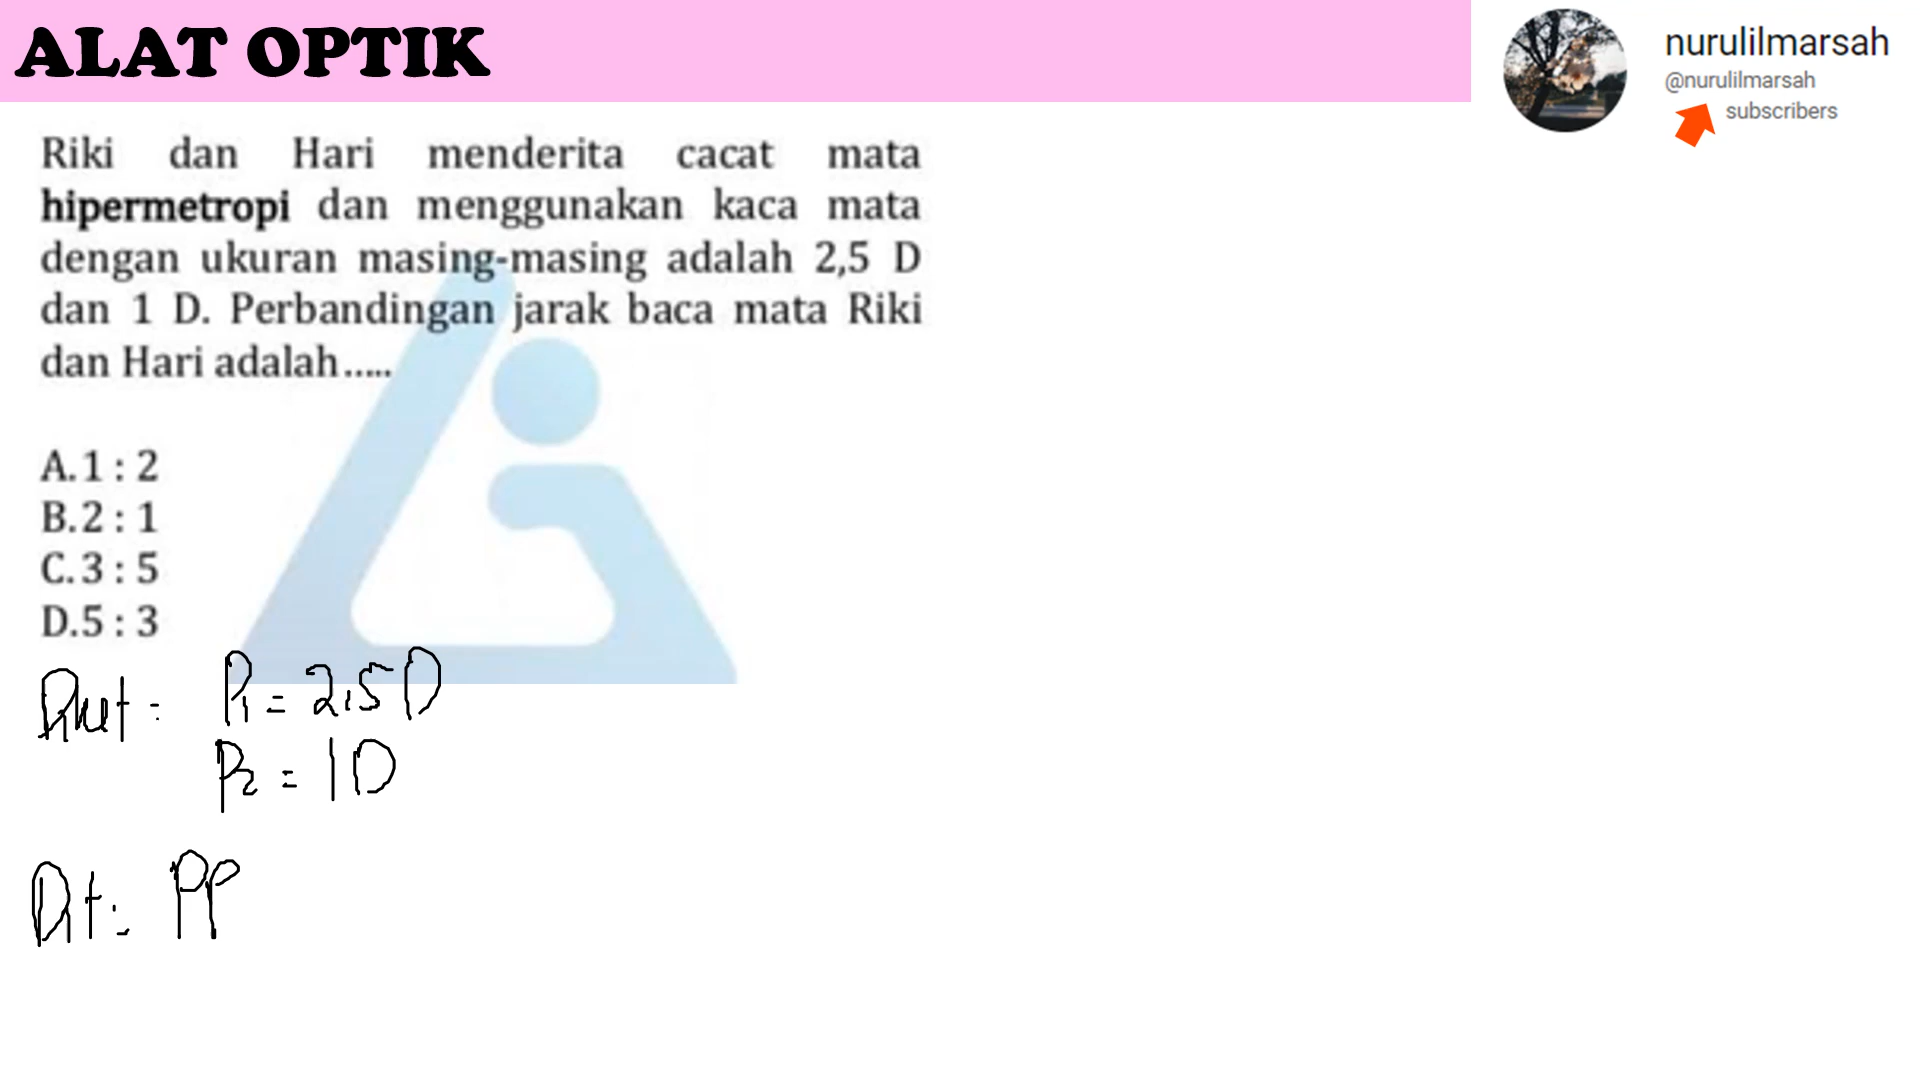 ALAT OPTIK
nurulilmarsah
@nurulilmarsah
subscribers
Riki dan Hari menderita cacat mata
hipermetropi dan menggunakan kaca mata
dengan ukuran masing-masing adalah 2,5 D
dan 1 D. Perbandingan jarak baca mata Riki
dan Hari adalah.....
A. 1 : 2
B. 2 : 1
C. 3 : 5
D. 5 : 3
P1 = 2,5 D
P2 = 1 D
Dit : PP